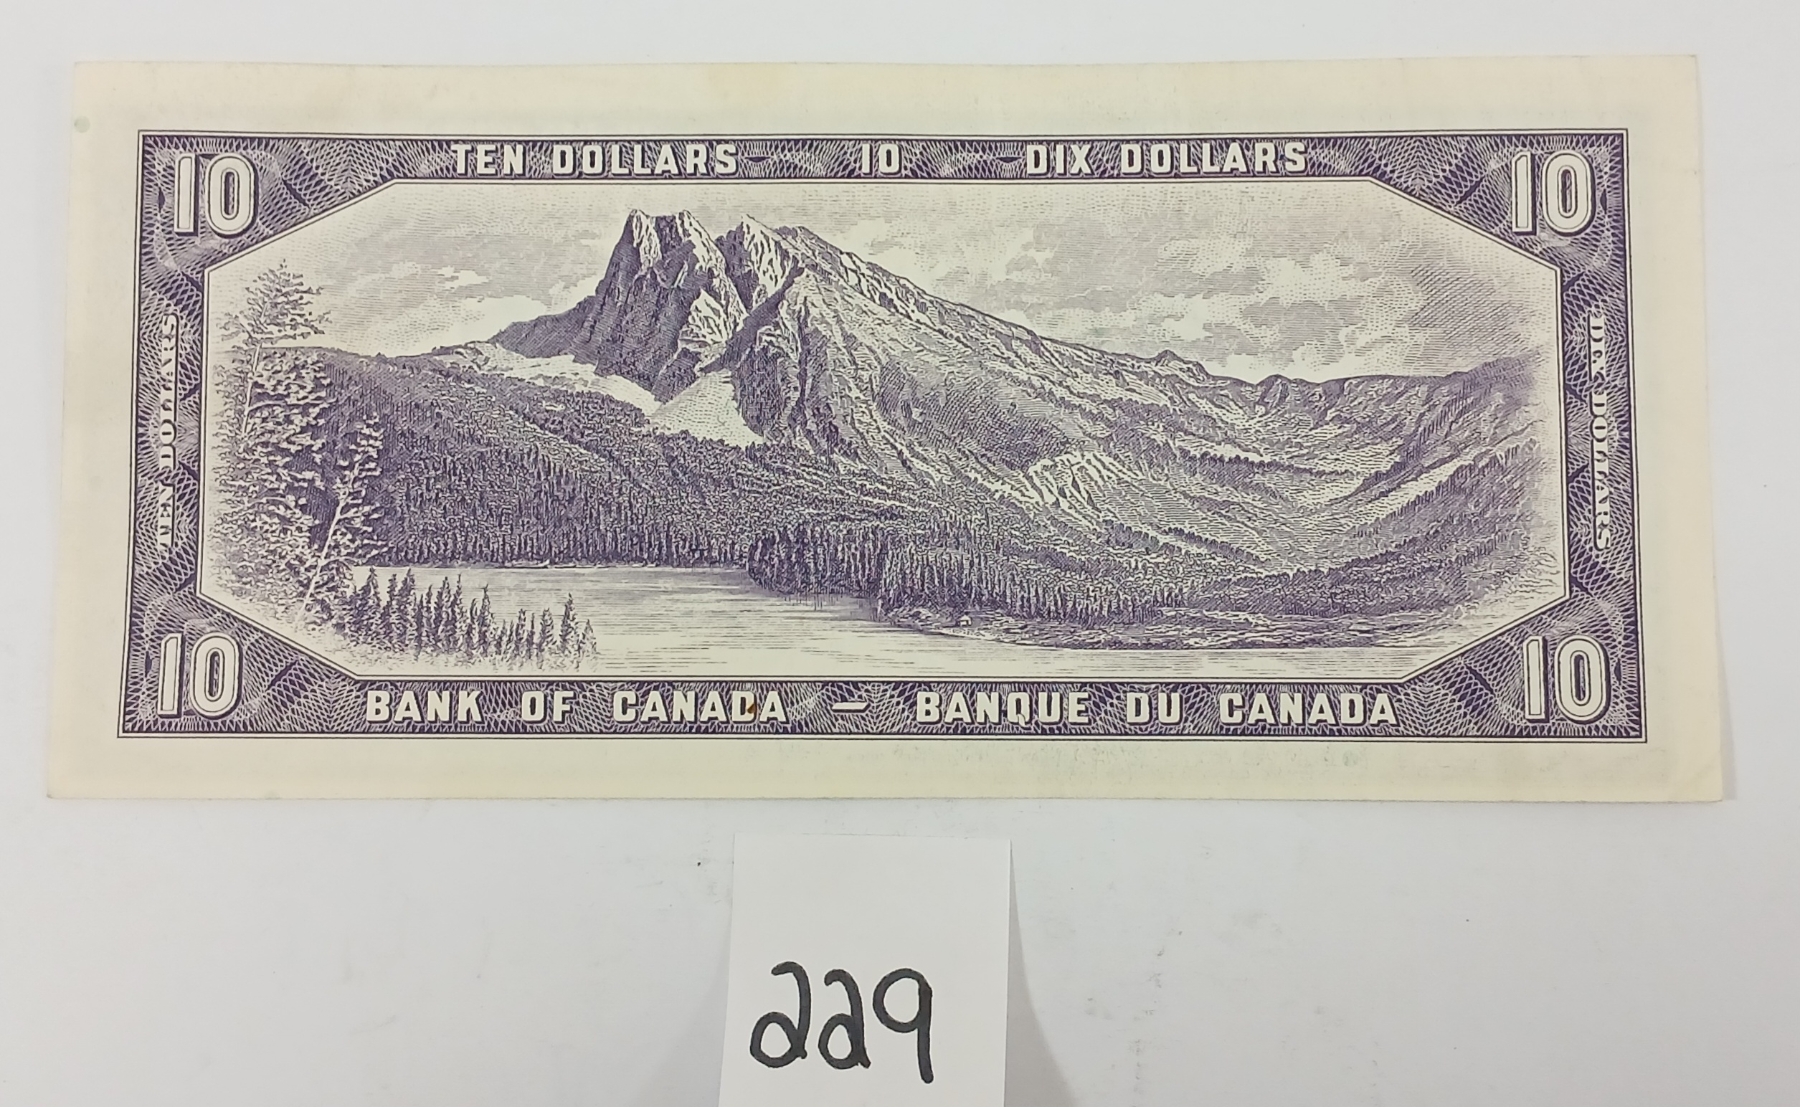 10 TEN DOLLARS 10 DIX DOLLARS 10
TEN DOLLARS
DIX DOLLARS
10 BANK OF CANADA — BANQUE DU CANADA 10
229